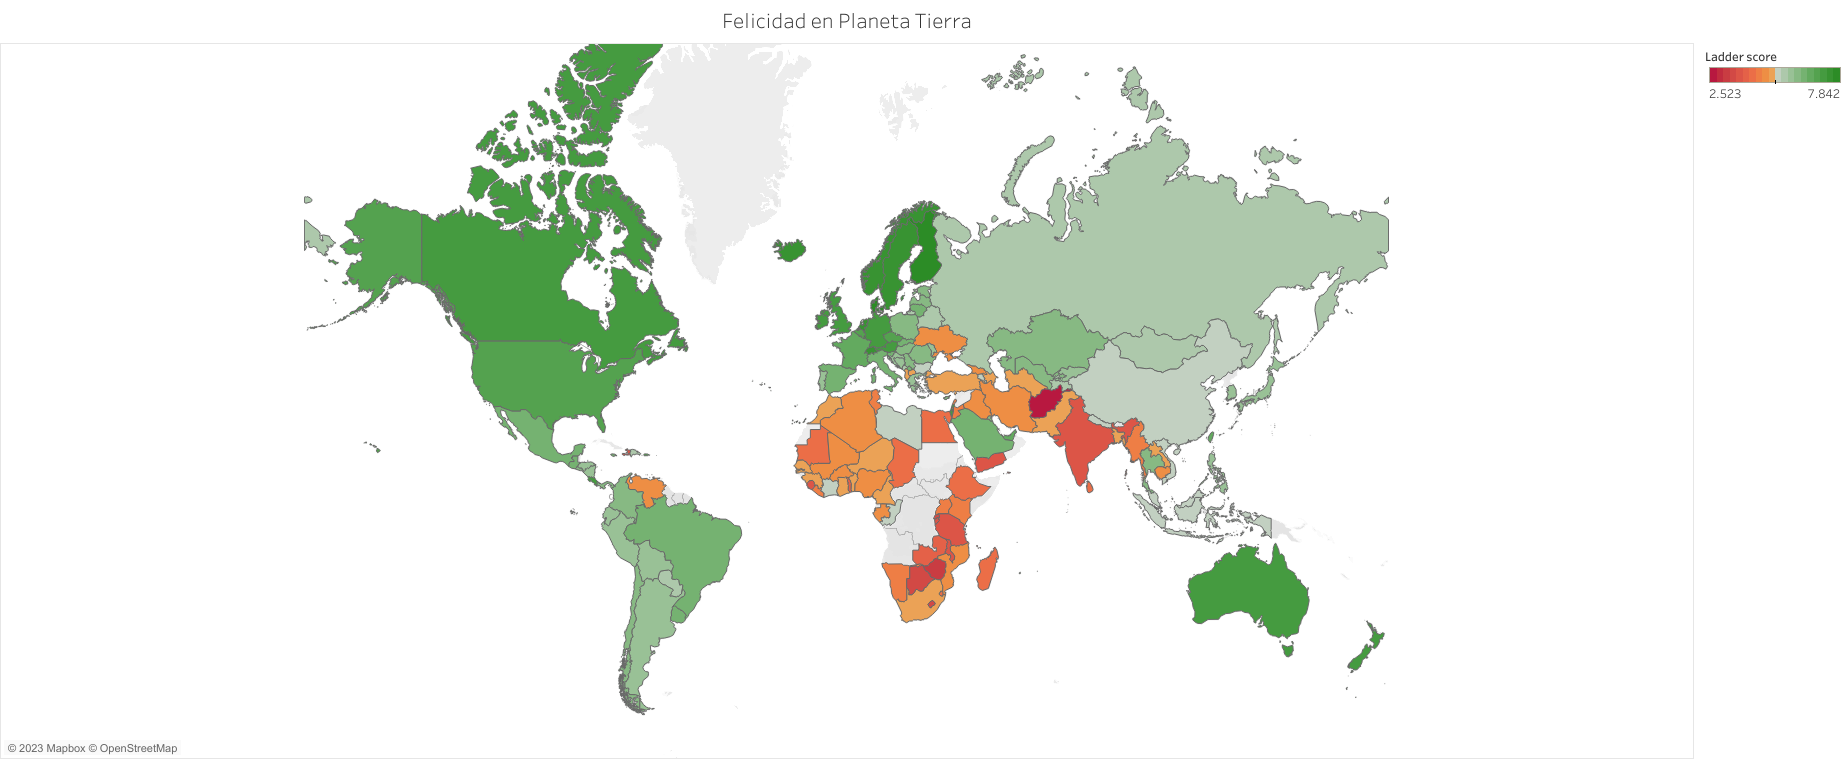 Felicidad en Planeta Tierra
Ladder score
2.523 7.842
© 2023 Mapbox © OpenStreetMap